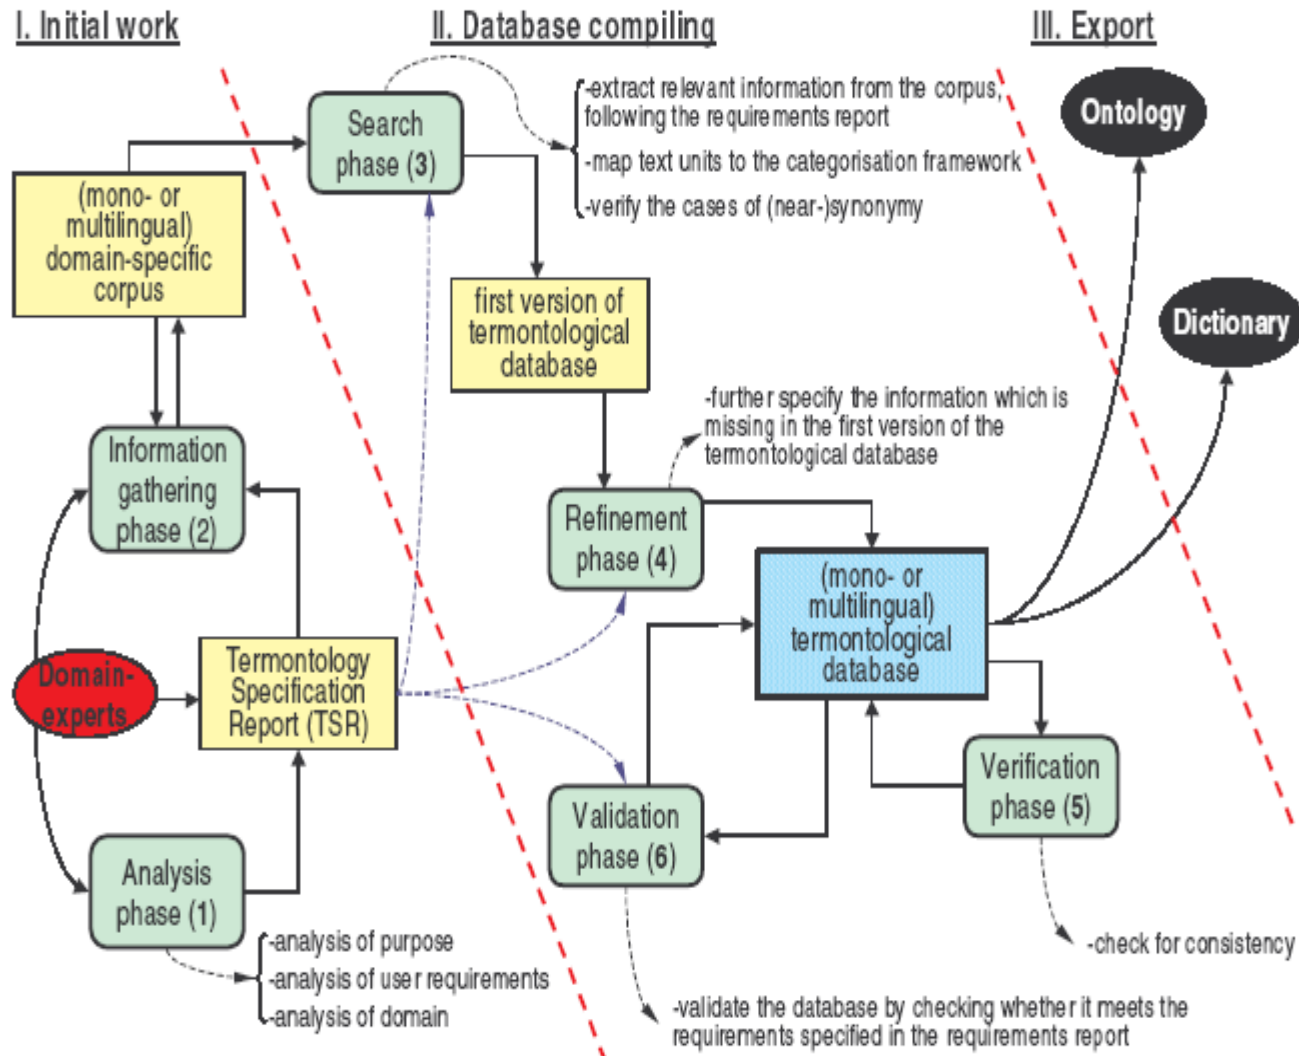 I. Initial work
II. Database compiling
III. Export
Search
phase (3)
-extract relevant information from the corpus,
following the requirements report
-map text units to the categorisation framework
-verify the cases of (near-)synonymy
Ontology
Dictionary
(mono- or
multilingual)
domain-specific
corpus
first version of
termontological
database
-further specify the information which is
missing in the first version of the
termontological database
Information
gathering
phase (2)
Refinement
phase (4)
(mono- or
multilingual)
termontological
database
Domain-
experts
Termontology
Specification
Report (TSR)
Validation
phase (6)
Verification
phase (5)
Analysis
phase (1)
-analysis of purpose
-analysis of user requirements
-analysis of domain
-check for consistency
-validate the database by checking whether it meets the
requirements specified in the requirements report